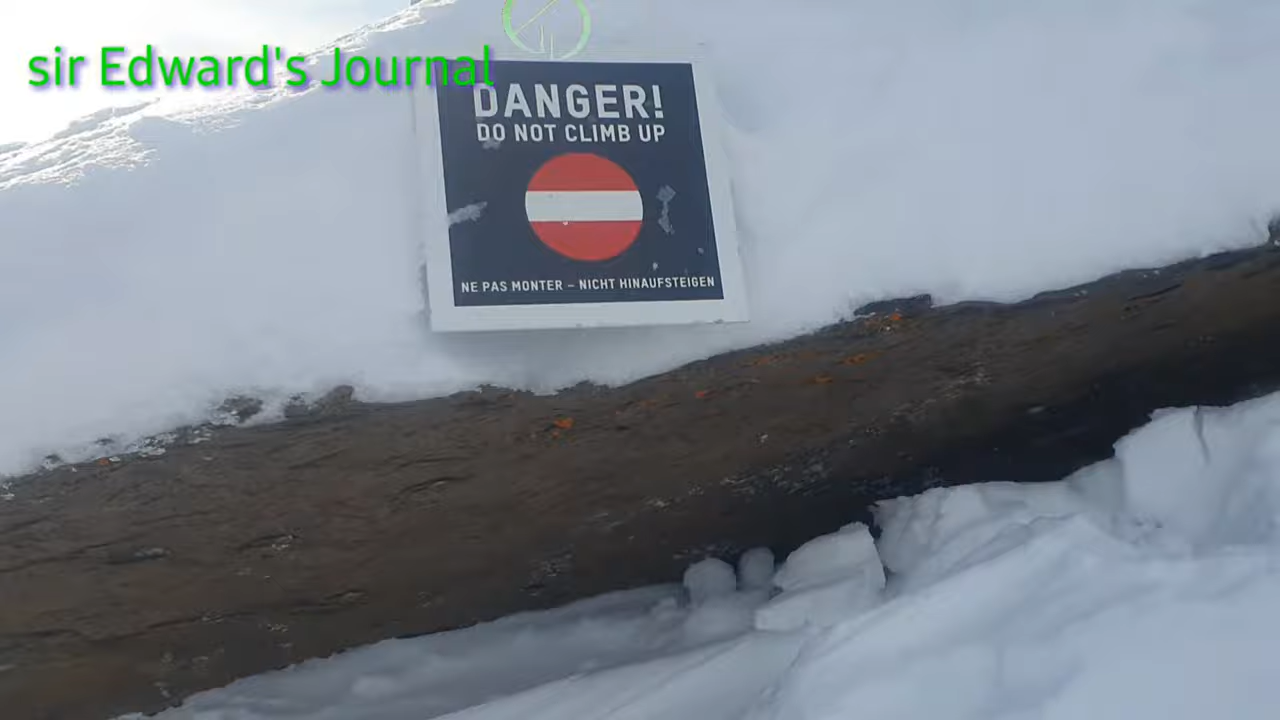 sir Edward's Journal
DANGER!
DO NOT CLIMB UP
NE PAS MONTER – NICHT HINAUFSTEIGEN